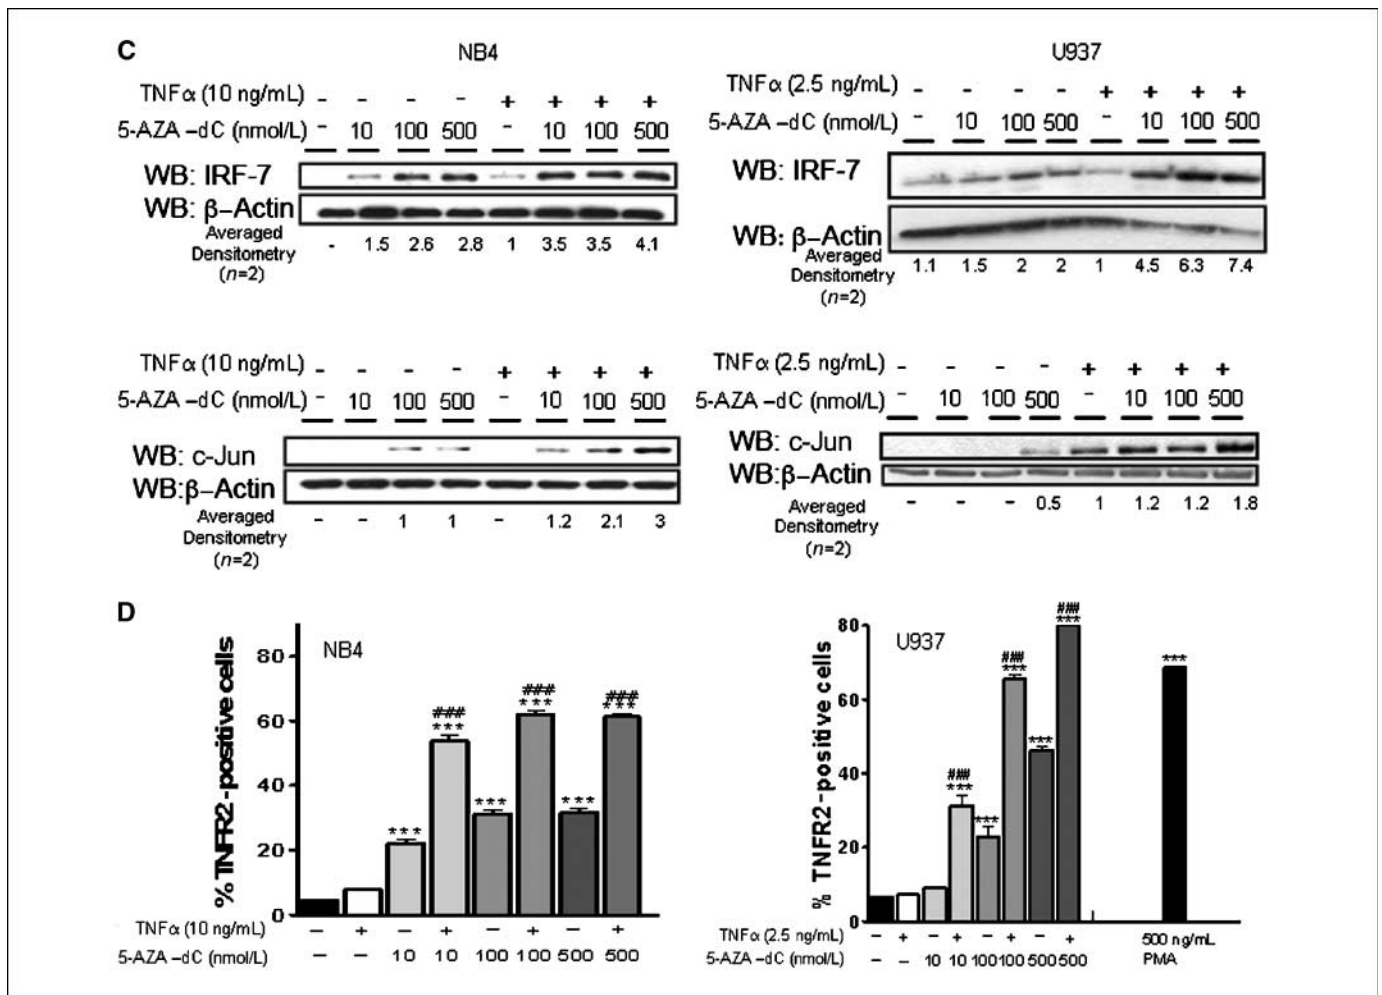 C
NB4
TNFα (10 ng/mL) - - - - + + + +
5-AZA –dC (nmol/L) - 10 100 500 - 10 100 500
WB: IRF-7
WB: β–Actin
Averaged
Densitometry
(n=2)
- 1.5 2.6 2.8 1 3.5 3.5 4.1
U937
TNFα (2.5 ng/mL) - - - - + + + +
5-AZA –dC (nmol/L) - 10 100 500 - 10 100 500
WB: IRF-7
WB: β–Actin
Averaged
Densitometry
(n=2)
1.1 1.5 2 2 1 4.5 6.3 7.4
TNFα (10 ng/mL) - - - - + + + +
5-AZA –dC (nmol/L) - 10 100 500 - 10 100 500
WB: c-Jun
WB:β–Actin
Averaged
Densitometry
(n=2)
- - 1 1 - 1.2 2.1 3
TNFα (2.5 ng/mL) - - - - + + + +
5-AZA –dC (nmol/L) - 10 100 500 - 10 100 500
WB: c-Jun
WB:β–Actin
Averaged
Densitometry
(n=2)
- - - 0.5 1 1.2 1.2 1.8
D
NB4
% TNFR2-positive cells
80
60
40
20
0
***
### ***
***
### ***
***
### ***
TNFα (10 ng/mL) – + – + – + – +
5-AZA –dC (nmol/L) – – 10 10 100 100 500 500
U937
% TNFR2-positive cells
80
60
40
20
0
### ***
***
### ***
***
### ***
***
TNFα (2.5 ng/mL) – + – + – + – +
5-AZA –dC (nmol/L) – – 10 10 100 100 500 500
500 ng/mL
PMA